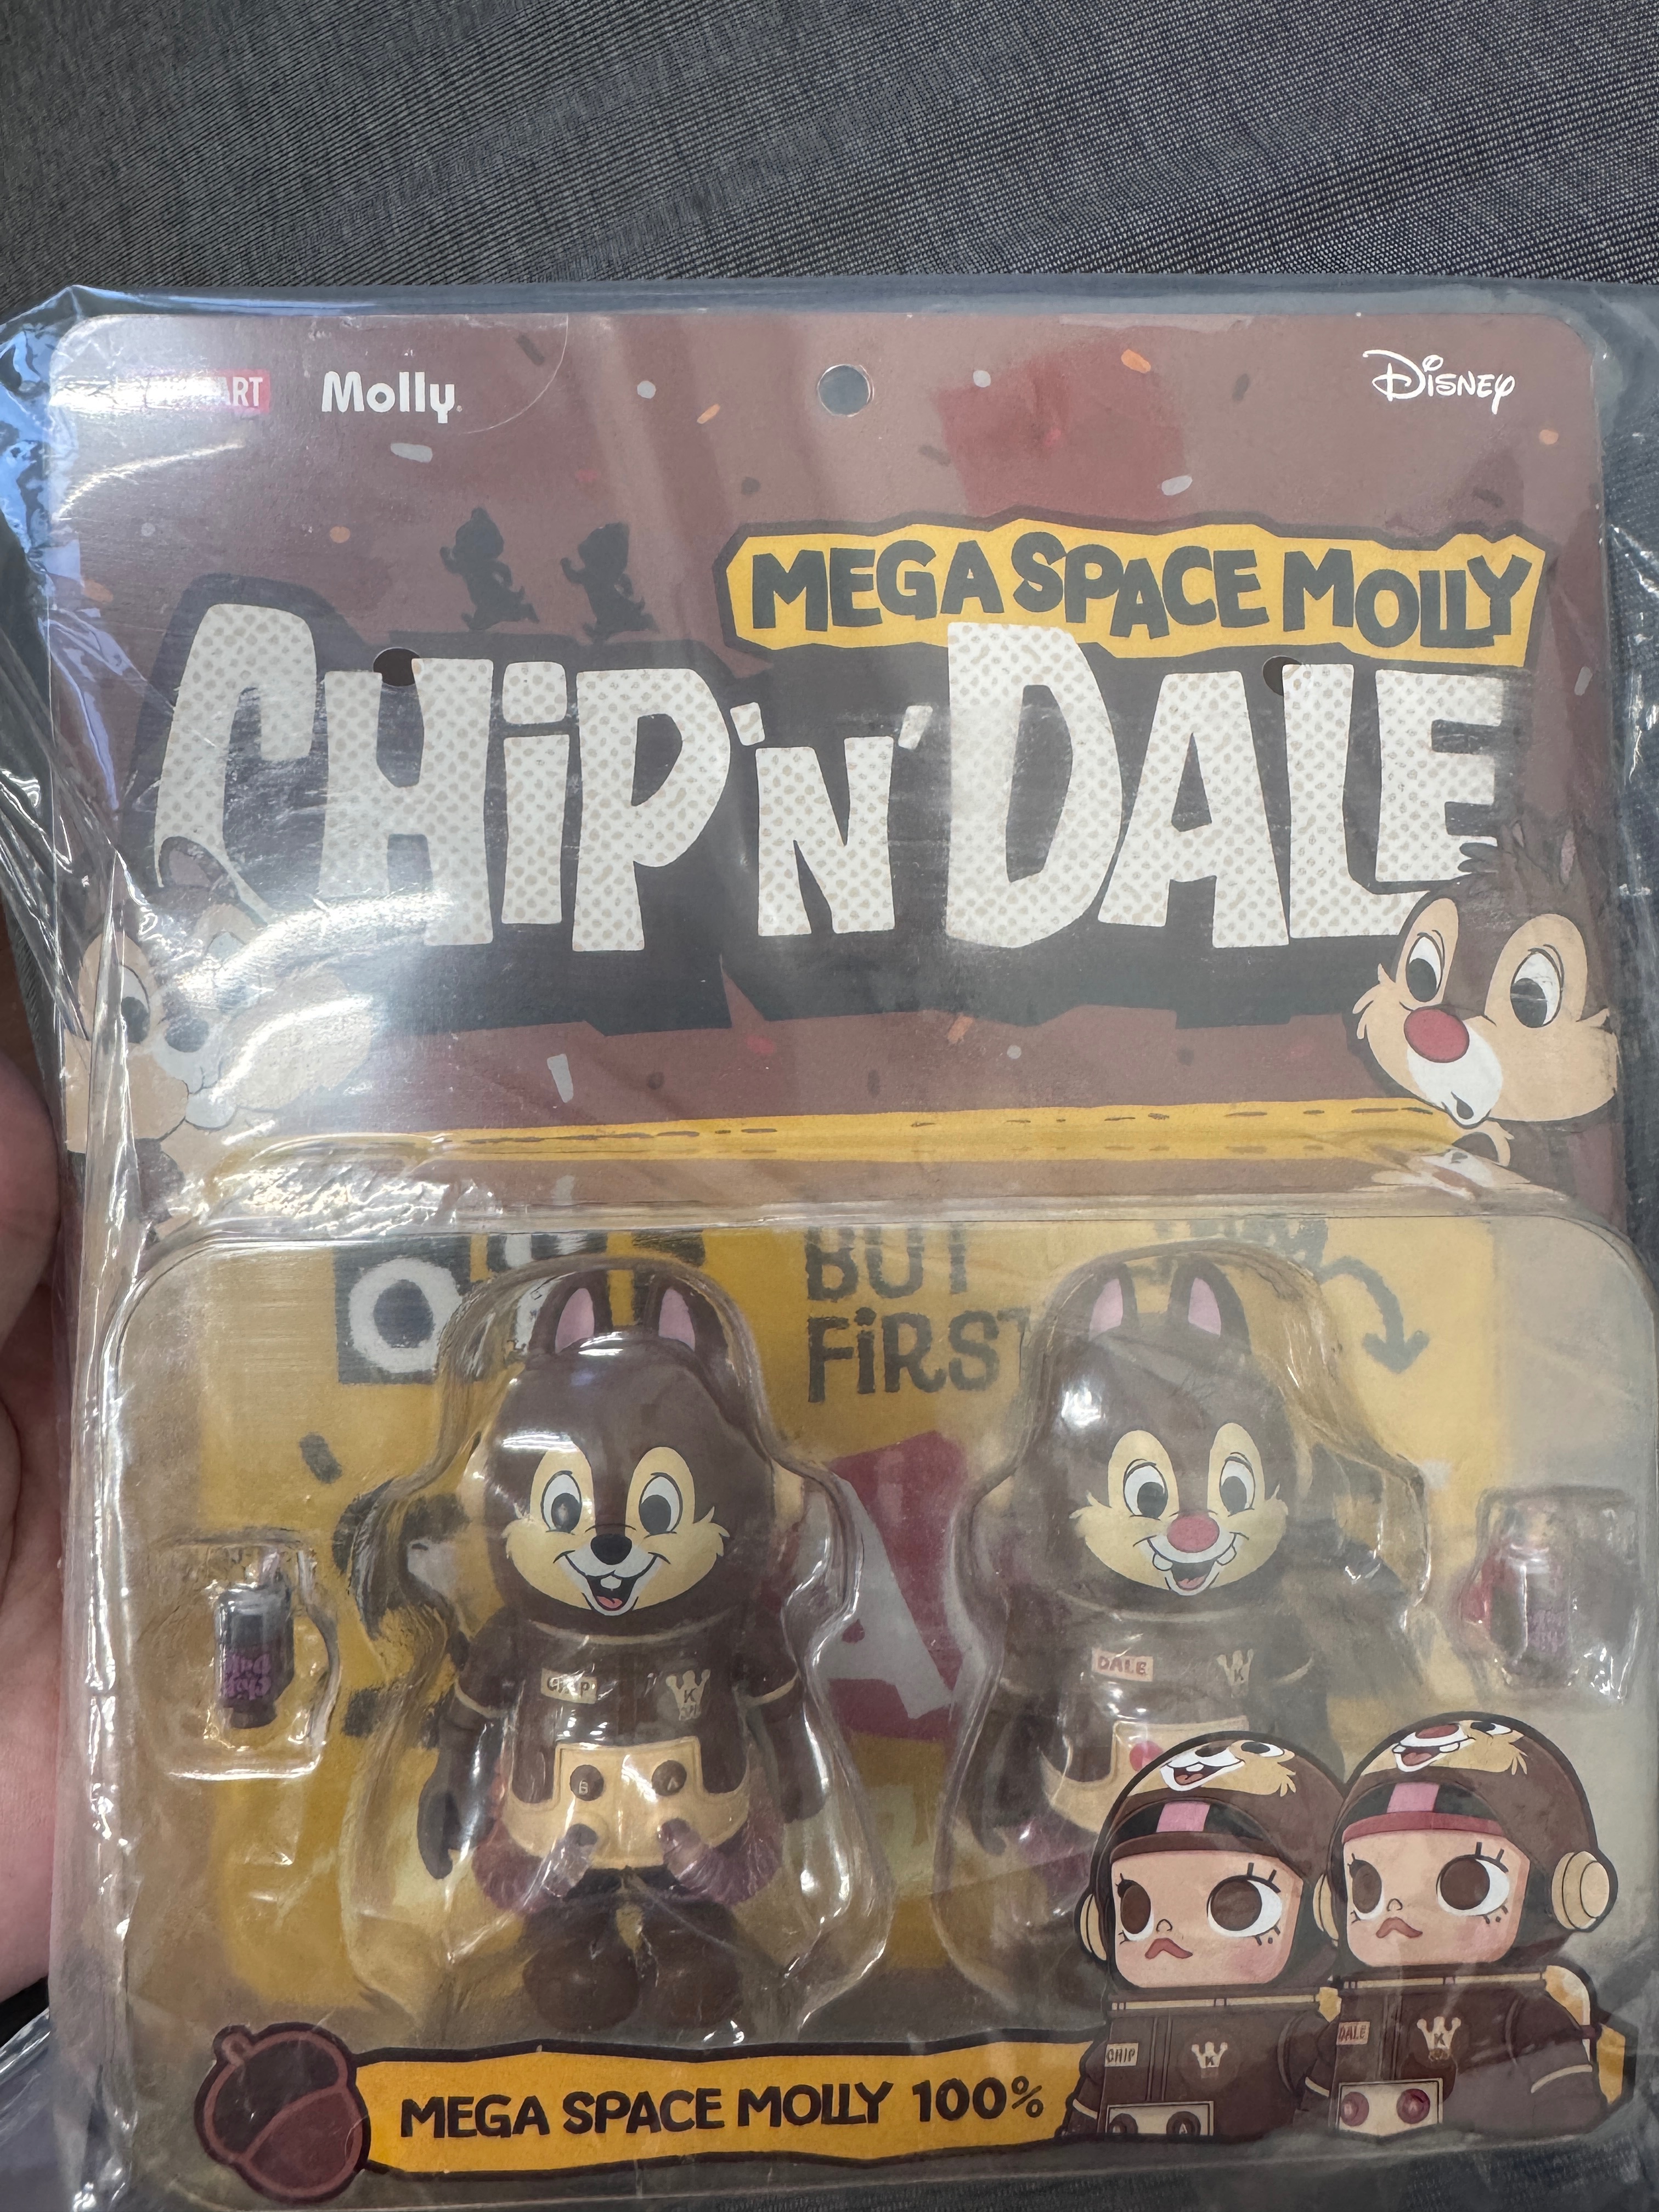 Molly.
Disney
MEGA SPACE MOLLY
CHiP 'N' DALE
BUT
FiRST
CHIP
K
DALE
K
B A
CHIP
K
DALE
K
A
MEGA SPACE MOLLY 100%